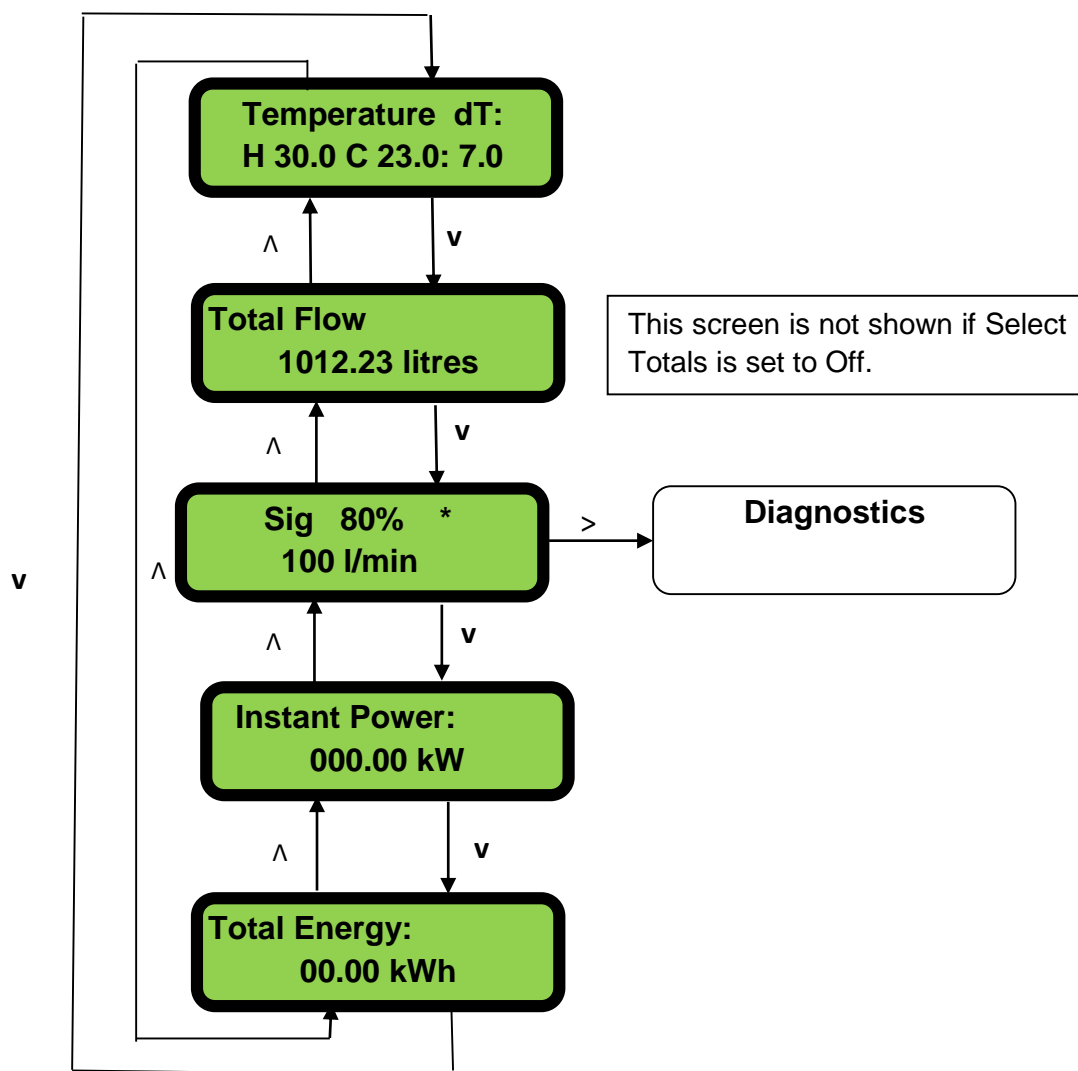 Temperature dT:
H 30.0 C 23.0: 7.0
ʌ
v
Total Flow
1012.23 litres
This screen is not shown if Select
Totals is set to Off.
ʌ
v
Sig 80% *
100 l/min
>
Diagnostics
v
ʌ
ʌ
v
Instant Power:
000.00 kW
ʌ
v
Total Energy:
00.00 kWh